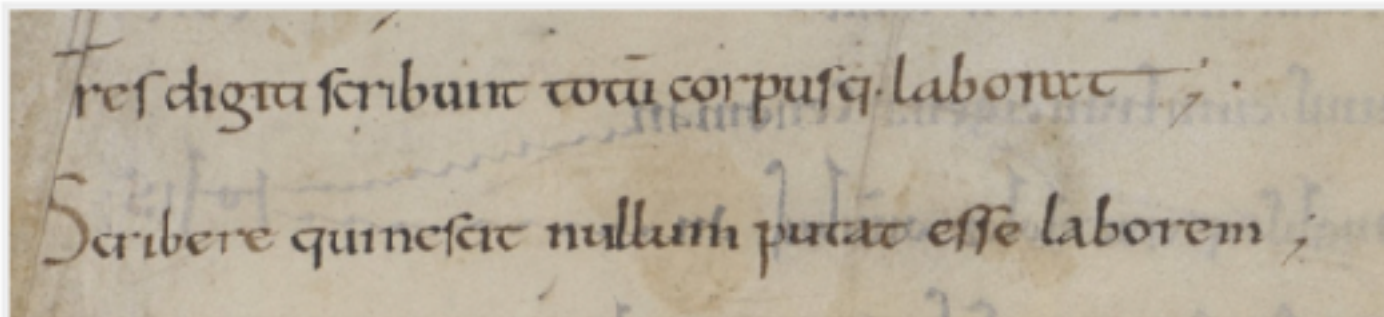 Tres digiti scribunt totū corpusq;. laborat ;.
Scribere qui nescit nullum putat esse laborem ;